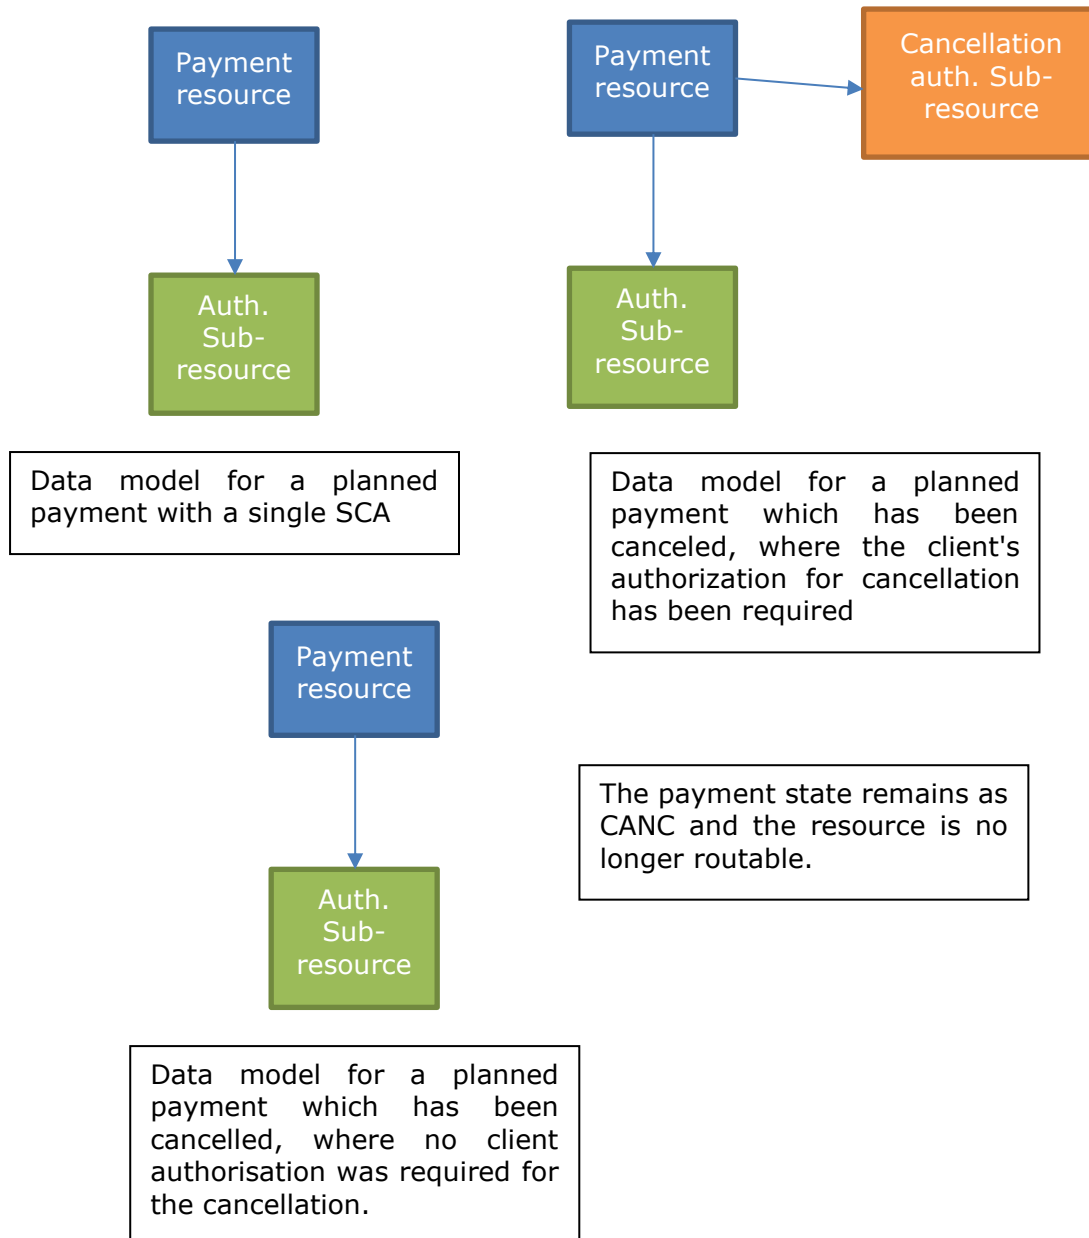 Payment
resource
Payment
resource
Cancellation
auth. Sub-
resource
Auth.
Sub-
resource
Auth.
Sub-
resource
Data model for a planned
payment with a single SCA
Data model for a planned
payment which has been
canceled, where the client's
authorization for cancellation
has been required
Payment
resource
The payment state remains as
CANC and the resource is no
longer routable.
Auth.
Sub-
resource
Data model for a planned
payment which has been
cancelled, where no client
authorisation was required for
the cancellation.